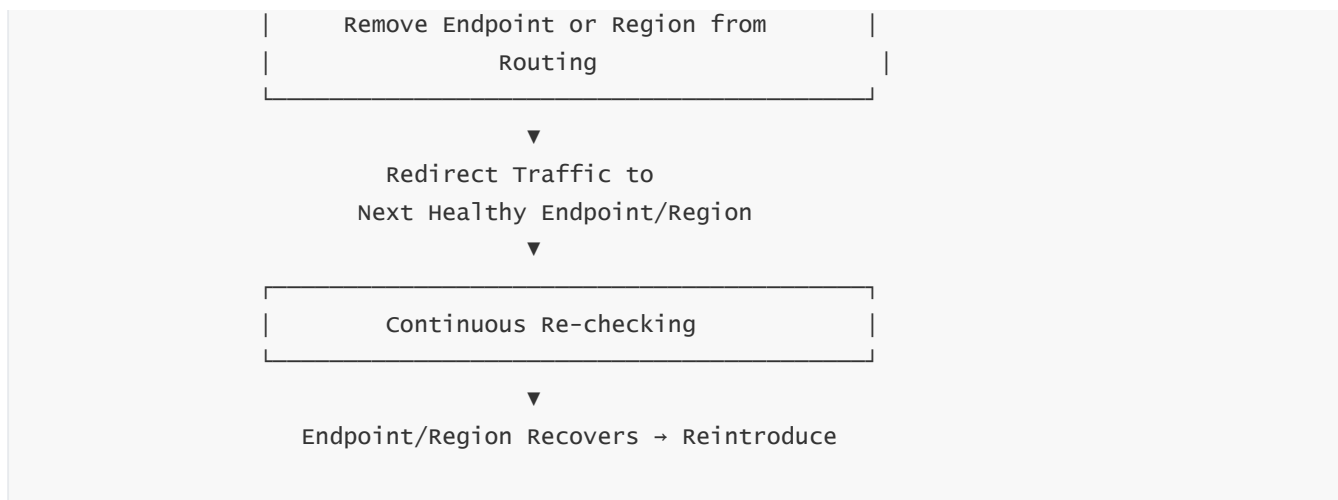 Remove Endpoint or Region from
Routing
▼
Redirect Traffic to
Next Healthy Endpoint/Region
▼
Continuous Re-checking
▼
Endpoint/Region Recovers → Reintroduce